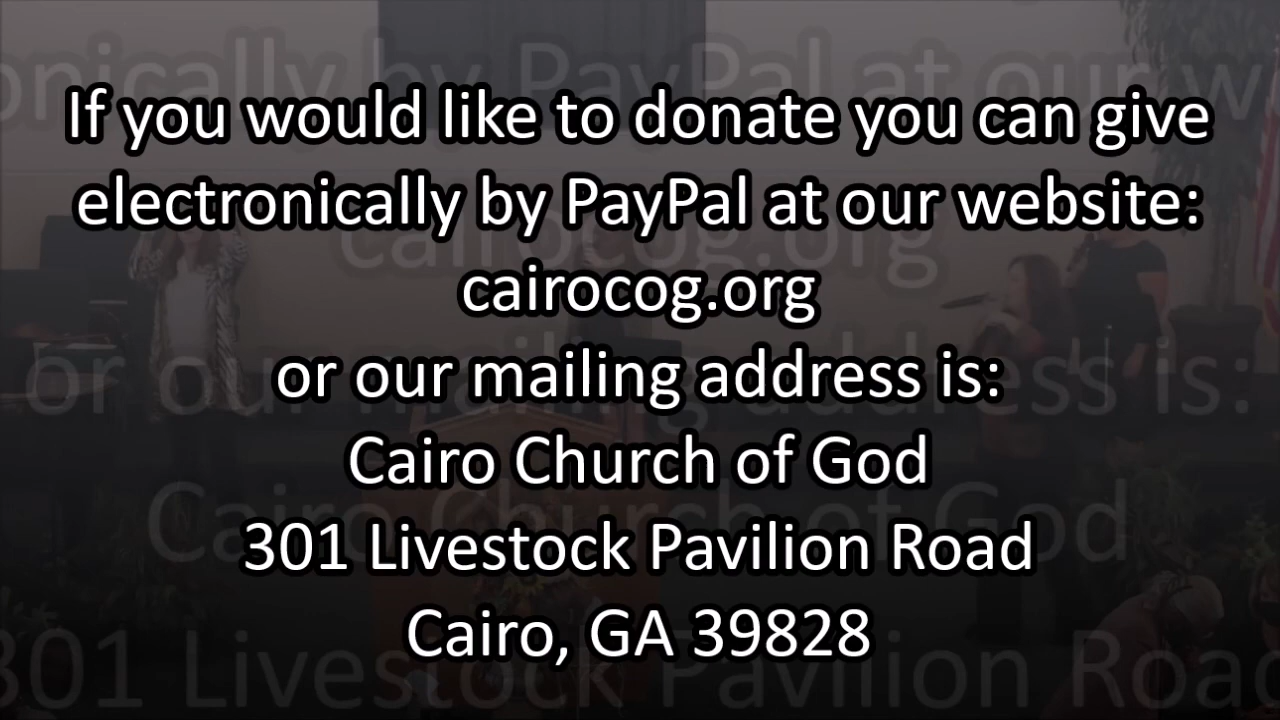 If you would like to donate you can give
electronically by PayPal at our website:
cairocog.org
or our mailing address is:
Cairo Church of God
301 Livestock Pavilion Road
Cairo, GA 39828